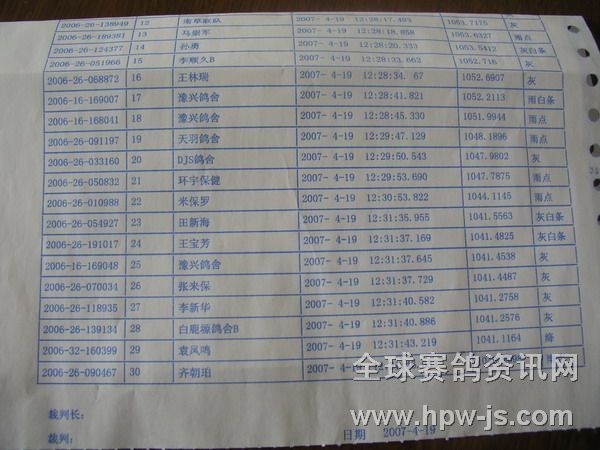 2006-26-138949 12 2007- 4-19 12:28:17.493 1053.7175 灰
2006-26-189381 13 马崇军 2007- 4-19 12:28:18.858 1053.6327 雨点
2006-26-124377 14 孙勇 2007- 4-19 12:28:20.333 1053.5412 灰白条
2006-26-051966 15 李顺久B 2007- 4-19 12:28:33.662 1052.716 灰
2006-26-068872 16 王林瑞 2007- 4-19 12:28:34. 67 1052.6907 灰
2006-16-169007 17 豫兴鸽舍 2007- 4-19 12:28:41.821 1052.2113 雨白条
2006-16-168041 18 豫兴鸽舍 2007- 4-19 12:28:45.330 1051.9944 雨点
2006-26-091197 19 天羽鸽舍 2007- 4-19 12:29:47.129 1048.1896 雨点
2006-26-033160 20 DJS鸽舍 2007- 4-19 12:29:50.543 1047.9802 灰
2006-26-050832 21 环宇保健 2007- 4-19 12:29:53.690 1047.7875 雨点
2006-26-010988 22 米保罗 2007- 4-19 12:30:53.822 1044.1145 雨点
2006-26-054927 23 田新海 2007- 4-19 12:31:35.955 1041.5563 灰白条
2006-26-191017 24 王宝芳 2007- 4-19 12:31:37.169 1041.4825 灰白条
2006-16-169048 25 豫兴鸽舍 2007- 4-19 12:31:37.645 1041.4538 灰
2006-26-070034 26 张来保 2007- 4-19 12:31:37.729 1041.4487 灰
2006-26-118935 27 李新华 2007- 4-19 12:31:40.582 1041.2758 灰
2006-26-139134 28 白鹿塬鸽舍B 2007- 4-19 12:31:40.886 1041.2576 灰
2006-32-160399 29 袁凤鸣 2007- 4-19 12:31:43.219 1041.1164 绛
2006-26-090467 30 齐朝珀 2007- 4-19
全球赛鸽资讯网
裁判长:
www.hpw-js.com
裁判: 日期 2007-4-19